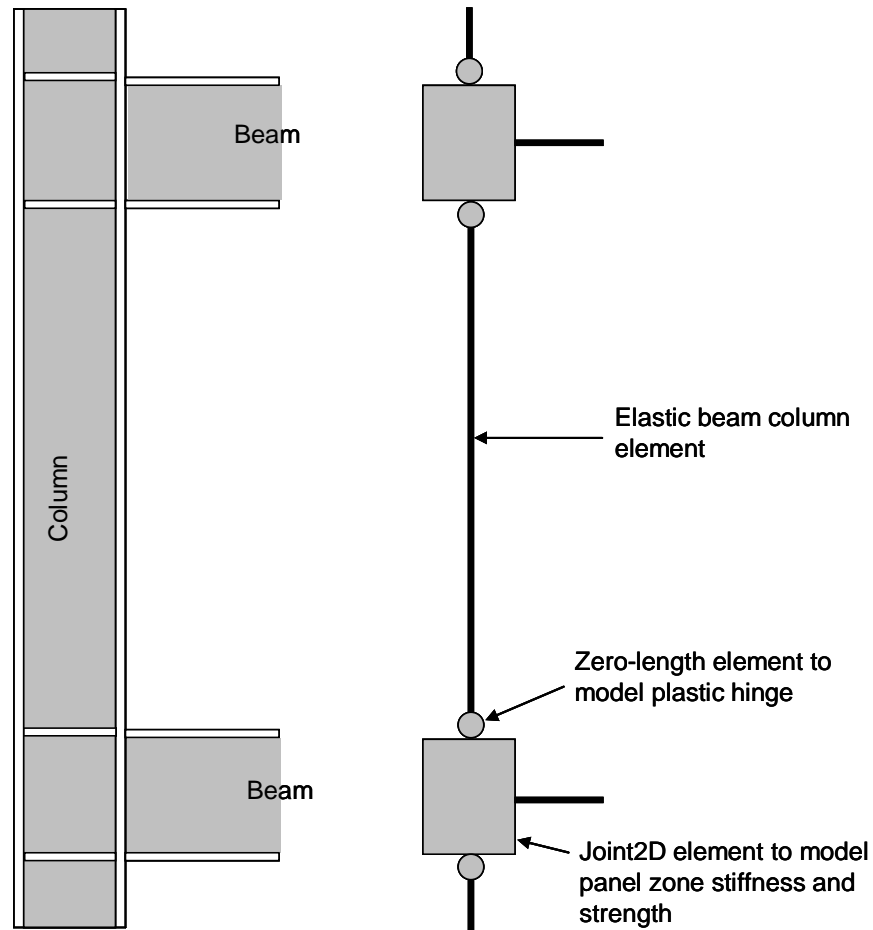 Beam
Elastic beam column
element
Column
Zero-length element to
model plastic hinge
Beam
Joint2D element to model
panel zone stiffness and
strength